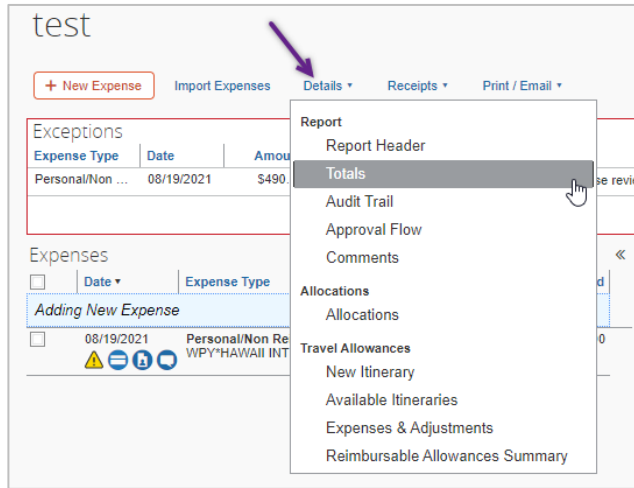 test
+ New Expense Import Expenses Details Receipts Print / Email
Exceptions
Expense Type Date Amou
Personal/Non ... 08/19/2021 $490. se revi
Report
Report Header
Totals
Audit Trail
Approval Flow
Comments
Allocations
Allocations
Travel Allowances
New Itinerary
Available Itineraries
Expenses & Adjustments
Reimbursable Allowances Summary
Expenses
Date Expense Type d
Adding New Expense
08/19/2021 Personal/Non Re 0
WPY*HAWAII INT